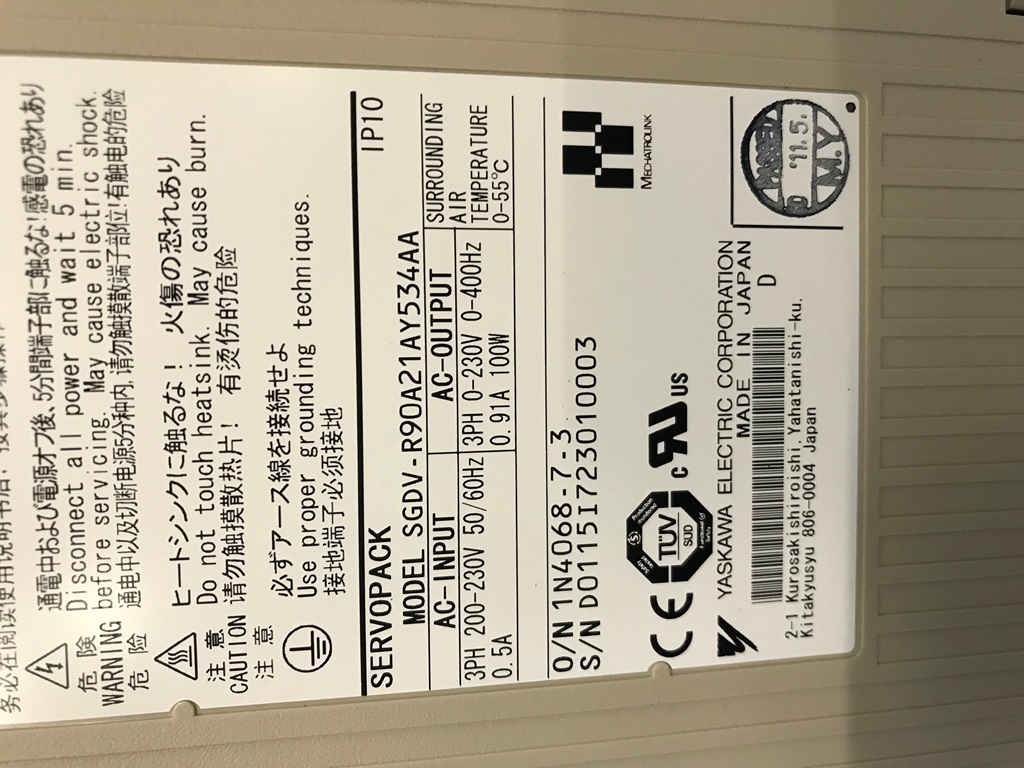 通電中および電源オフ後、5分間端子部に触るな!感電の恐れあり
危険
WARNING
危险
Disconnect all power and wait 5 min.
before servicing. May cause electric shock.
通电中以及切断电源5分钟内,请勿触摸接线端子部位!有触电的危险
注意
CAUTION
注意
ヒートシンクに触るな! 火傷の恐れあり
Do not touch heatsink. May cause burn.
请勿触摸散热片! 有烫伤的危险
必ずアース線を接続せよ
Use proper grounding techniques.
接地端子必须接地
SERVOPACK IP10
MODEL SGDV-R90A21AY534AA
AC-INPUT AC-OUTPUT SURROUNDING
AIR
TEMPERATURE
0-55℃
3PH 200-230V 50/60Hz 3PH 0-230V 0-400Hz
0.5A 0.91A 100W
O/N 1N4068-7-3
S/N D0115I723010003
MECHATROLINK
CE TÜV SÜD c US
YASKAWA ELECTRIC CORPORATION
MADE IN JAPAN
D
2-1 Kurosakishiroishi, Yahatanishi-ku,
Kitakyusyu 806-0004 Japan
PASSED
'11.5.
M.Y